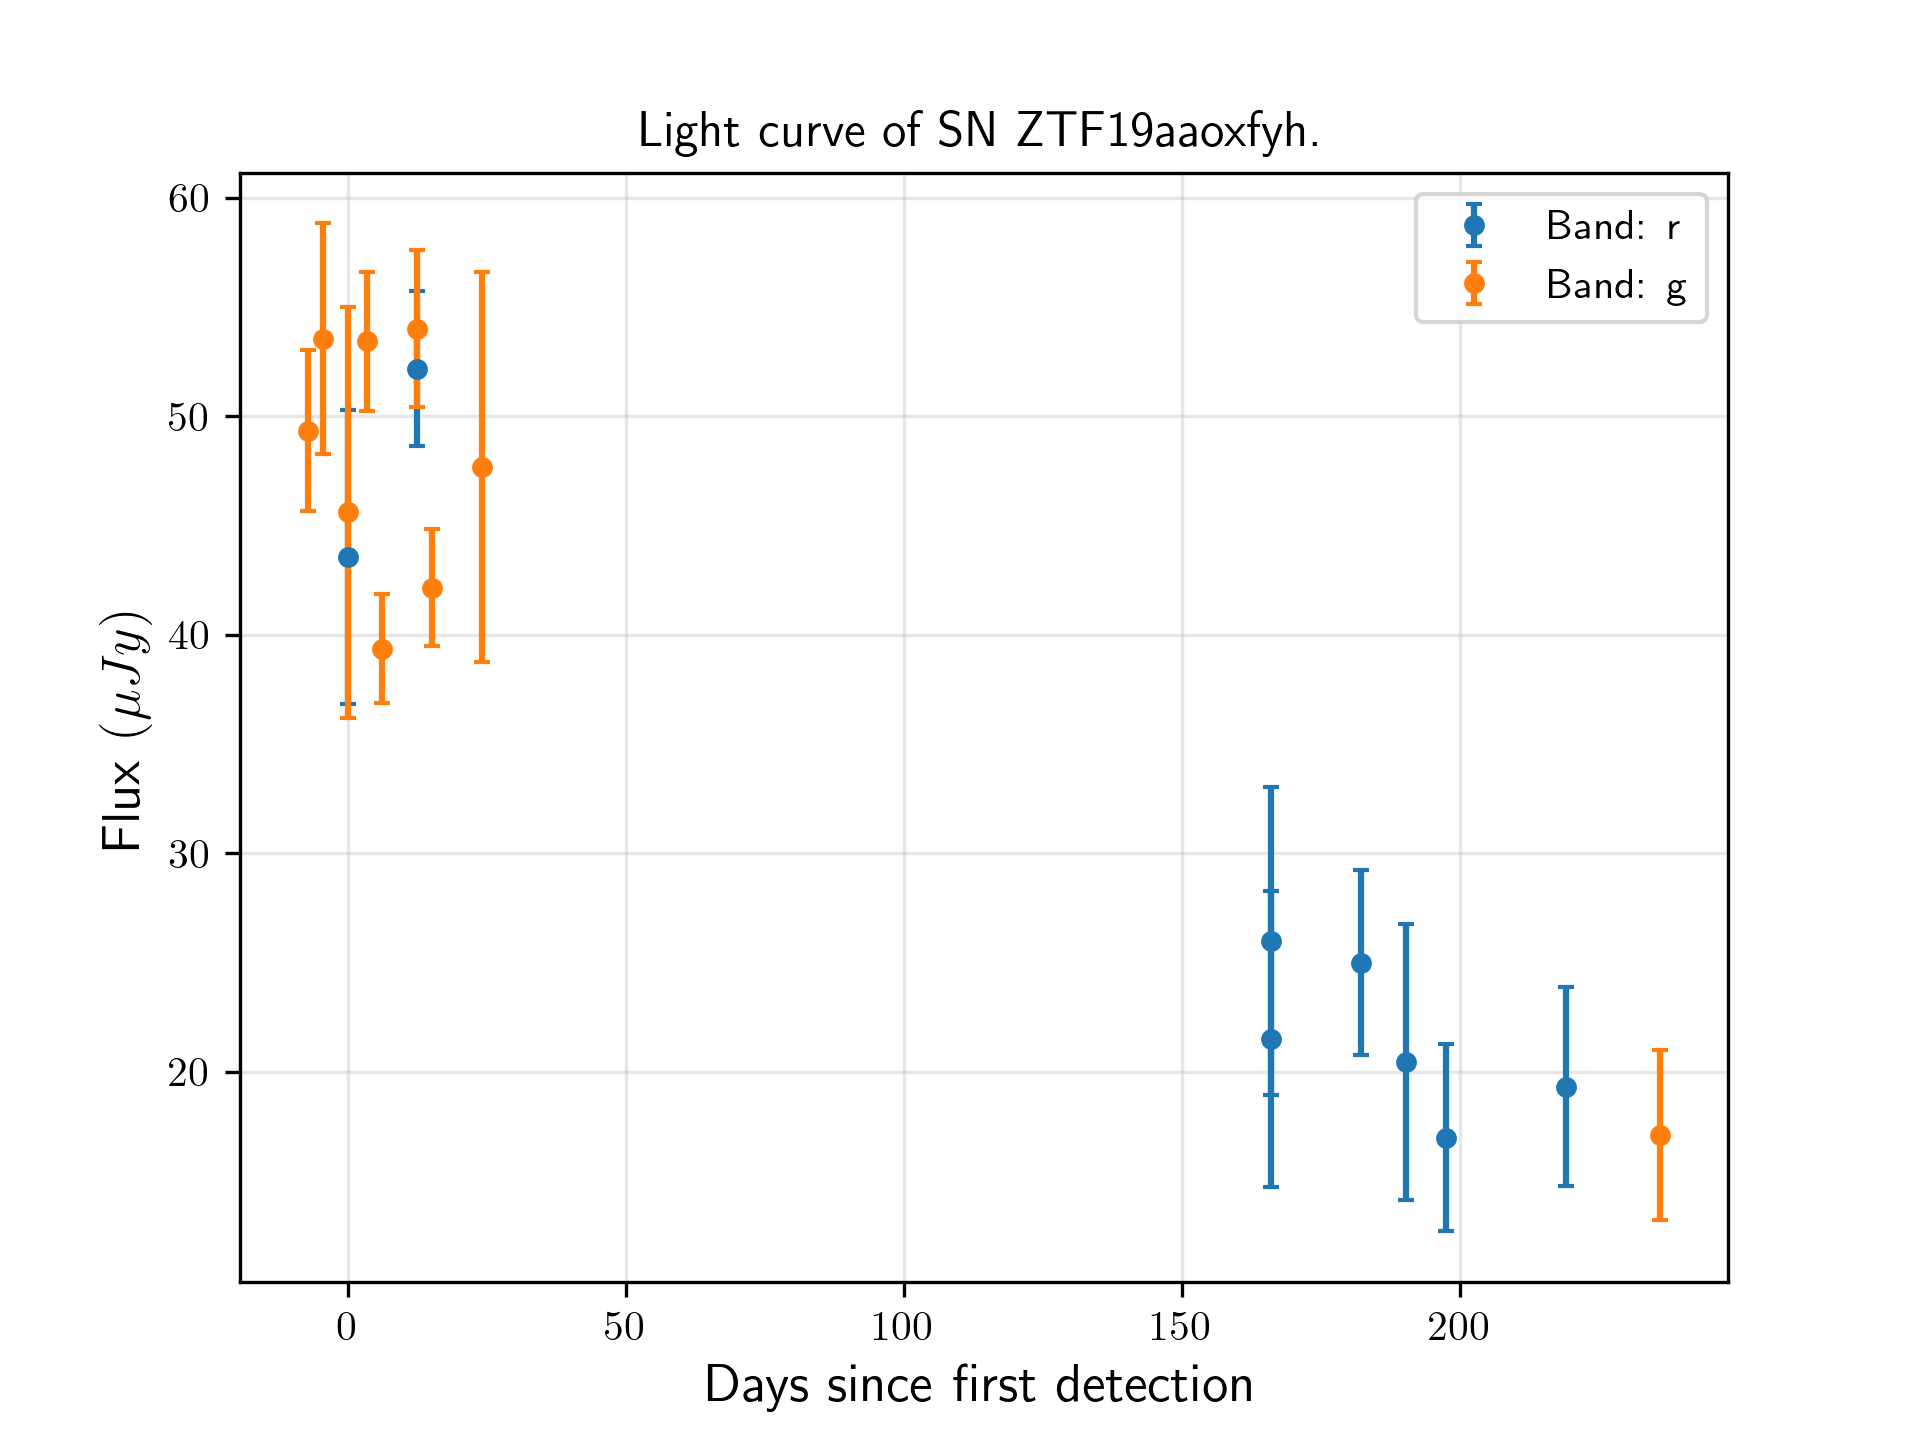 Light curve of SN ZTF19aaoxfyh.
Band: r
Band: g
60
50
40
30
20
Flux (μJy)
0 50 100 150 200
Days since first detection